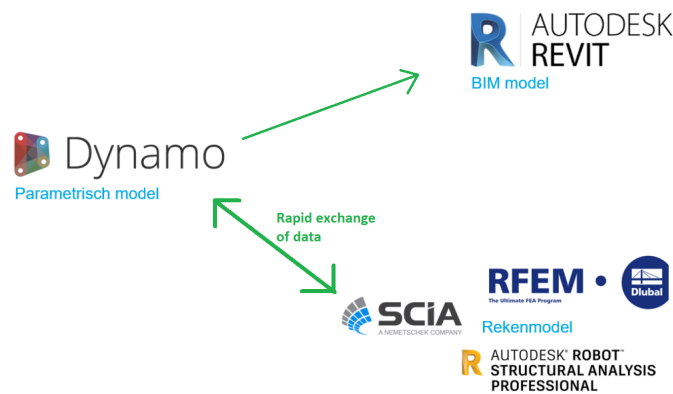 AUTODESK
REVIT
BIM model
Dynamo
Parametrisch model
Rapid exchange
of data
RFEM
The Ultimate FEA Program
Dlubal
SCiA
A NEMETSCHEK COMPANY
Rekenmodel
R
AUTODESK® ROBOT™
STRUCTURAL ANALYSIS
PROFESSIONAL